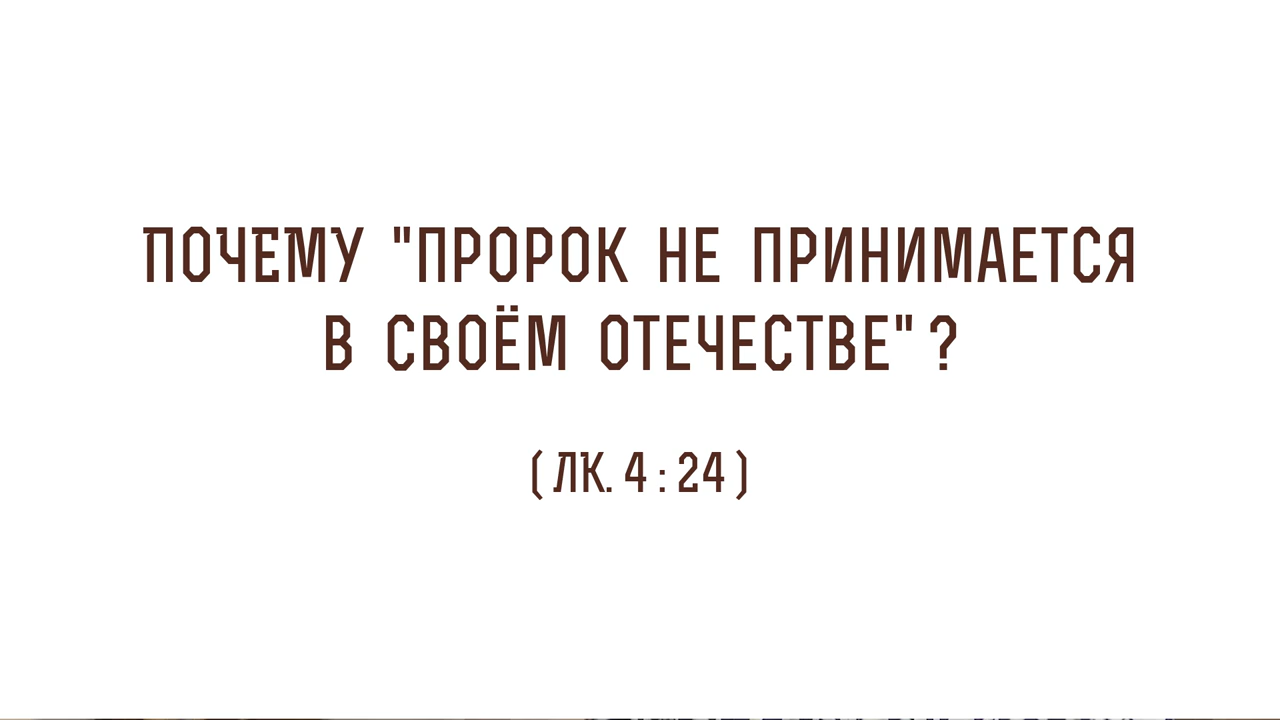 ПОЧЕМУ "ПРОРОК НЕ ПРИНИМАЕТСЯ
В СВОЁМ ОТЕЧЕСТВЕ"?
(ЛК. 4:24)